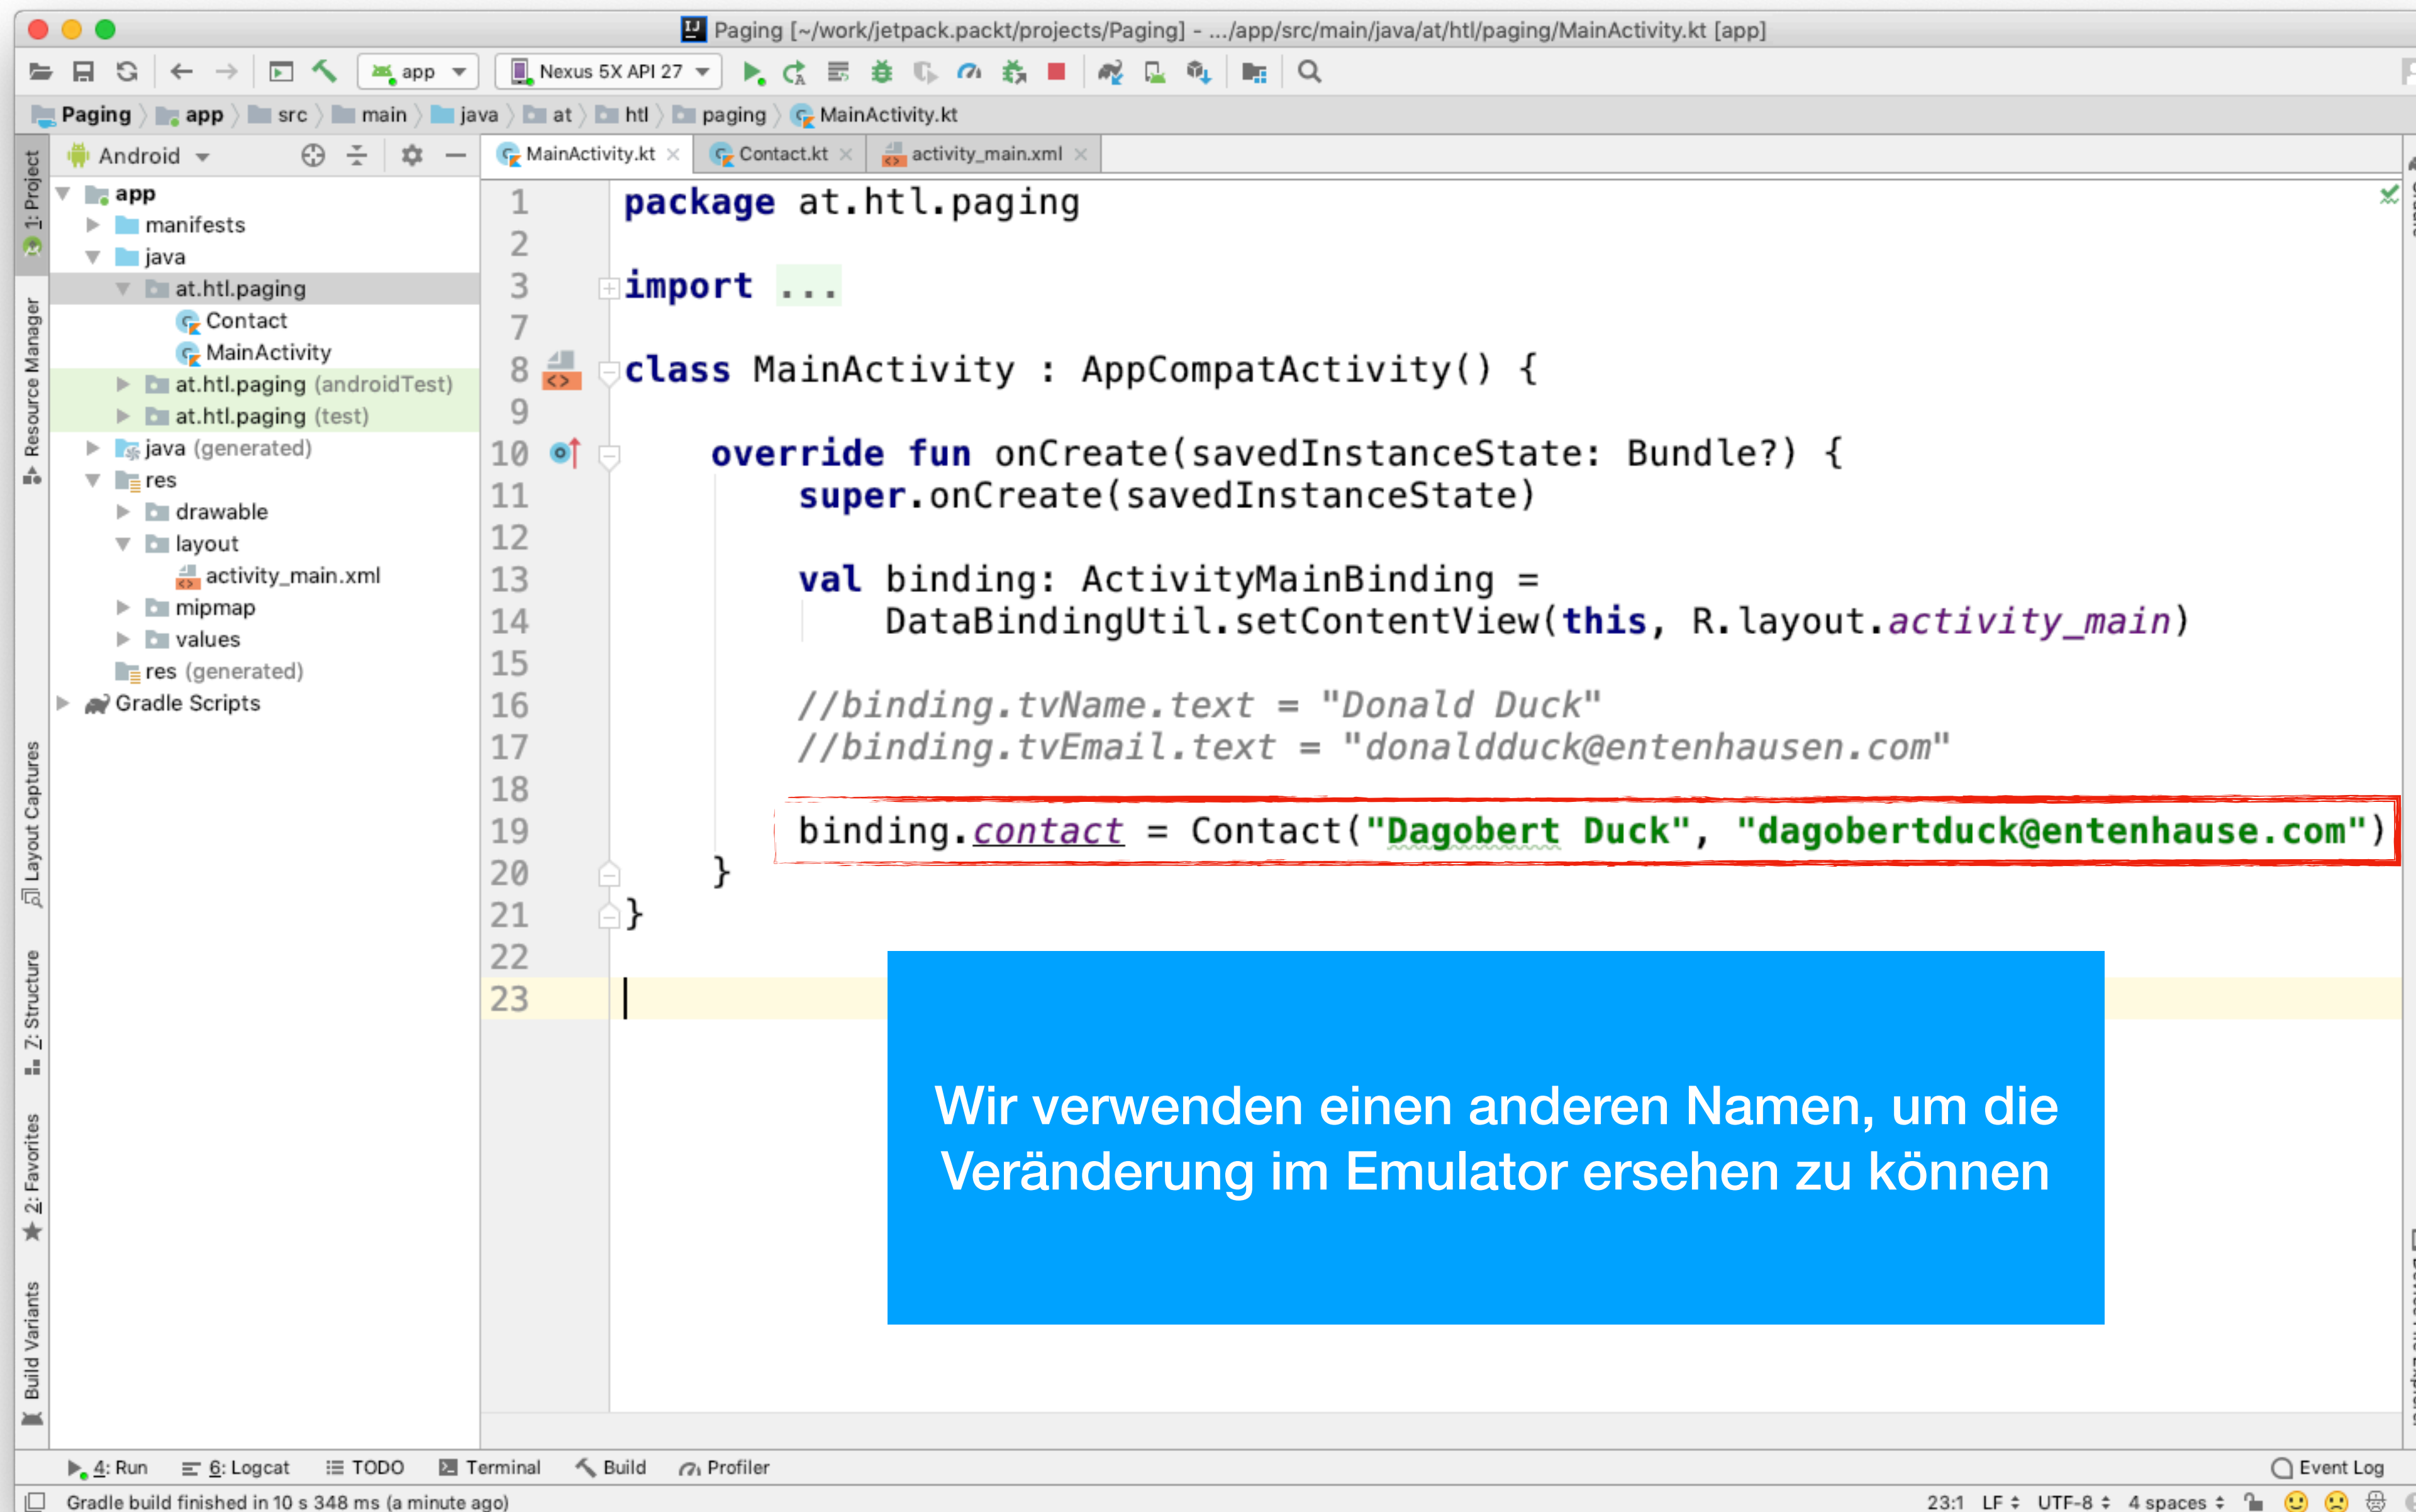 Paging [~/work/jetpack.packt/projects/Paging] - .../app/src/main/java/at/htl/paging/MainActivity.kt [app]
app
Nexus 5X API 27
Paging app src main java at htl paging MainActivity.kt
1: Project
Resource Manager
Layout Captures
7: Structure
2: Favorites
Build Variants
Android
app
manifests
java
at.htl.paging
Contact
MainActivity
at.htl.paging (androidTest)
at.htl.paging (test)
java (generated)
res
drawable
layout
activity_main.xml
mipmap
values
res (generated)
Gradle Scripts
MainActivity.kt Contact.kt activity_main.xml
1 package at.htl.paging
2
3 import ...
7
8 class MainActivity : AppCompatActivity() {
9
10 override fun onCreate(savedInstanceState: Bundle?) {
11 super.onCreate(savedInstanceState)
12
13 val binding: ActivityMainBinding =
14 DataBindingUtil.setContentView(this, R.layout.activity_main)
15
16 //binding.tvName.text = "Donald Duck"
17 //binding.tvEmail.text = "donaldduck@entenhausen.com"
18
19 binding.contact = Contact("Dagobert Duck", "dagobertduck@entenhause.com")
20 }
21 }
22
23
Wir verwenden einen anderen Namen, um die
Veränderung im Emulator ersehen zu können
4: Run 6: Logcat TODO Terminal Build Profiler Event Log
Gradle build finished in 10 s 348 ms (a minute ago) 23:1 LF UTF-8 4 spaces